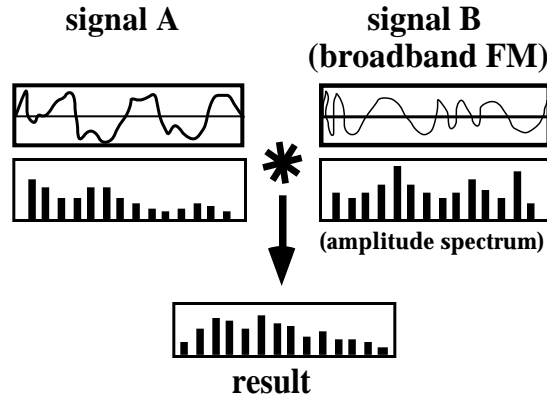 signal A
signal B
(broadband FM)
(amplitude spectrum)
result